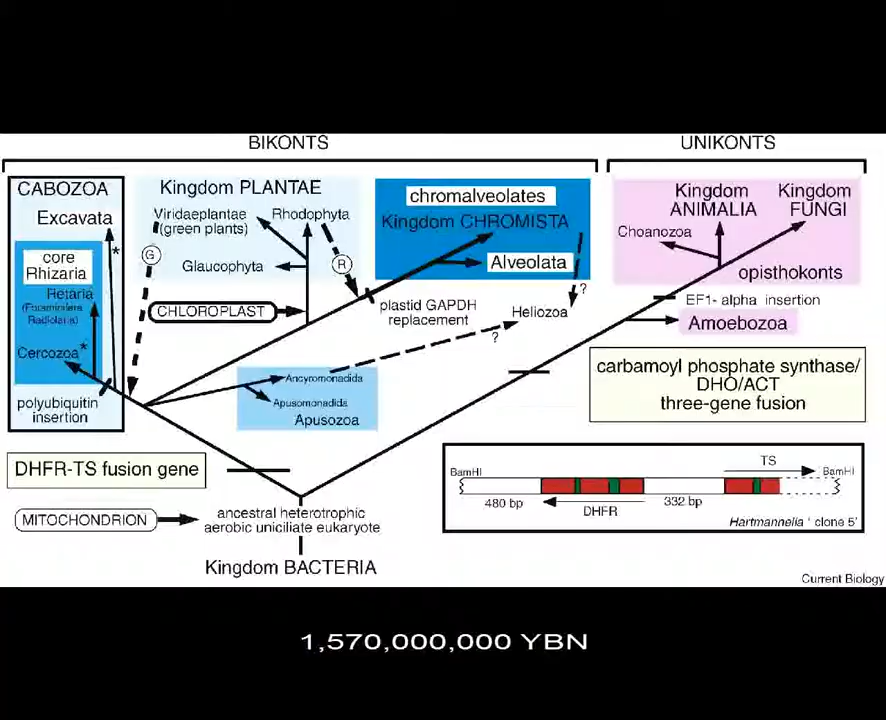 BIKONTS
UNIKONTS
CABOZOA
Excavata
*
core
Rhizaria
Retaria
(Foraminifera
Radiolaria)
Cercozoa*
polyubiquitin
insertion
Kingdom PLANTAE
Viridaeplantae
(green plants)
Rhodophyta
G
R
Glaucophyta
CHLOROPLAST
chromalveolates
Kingdom CHROMISTA
Alveolata
?
plastid GAPDH
replacement
Heliozoa
?
Ancyromonadida
Apusomonadida
Apusozoa
Kingdom
ANIMALIA
Kingdom
FUNGI
Choanozoa
opisthokonts
EF1- alpha insertion
Amoebozoa
carbamoyl phosphate synthase/
DHO/ACT
three-gene fusion
DHFR-TS fusion gene
MITOCHONDRION
ancestral heterotrophic
aerobic uniciliate eukaryote
Kingdom BACTERIA
BamHI
TS
BamHI
480 bp
DHFR
332 bp
Hartmannella ' clone 5'
Current Biology
1,570,000,000 YBN